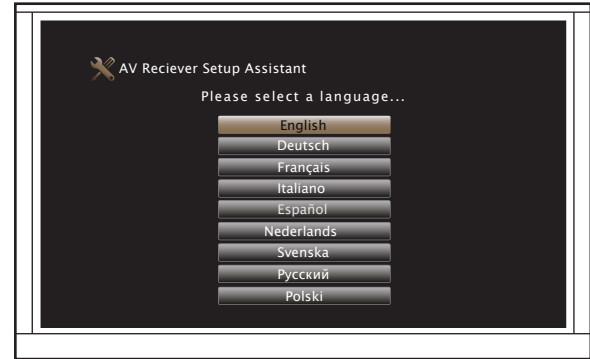 AV Reciever Setup Assistant
Please select a language...
English
Deutsch
Français
Italiano
Español
Nederlands
Svenska
Русский
Polski